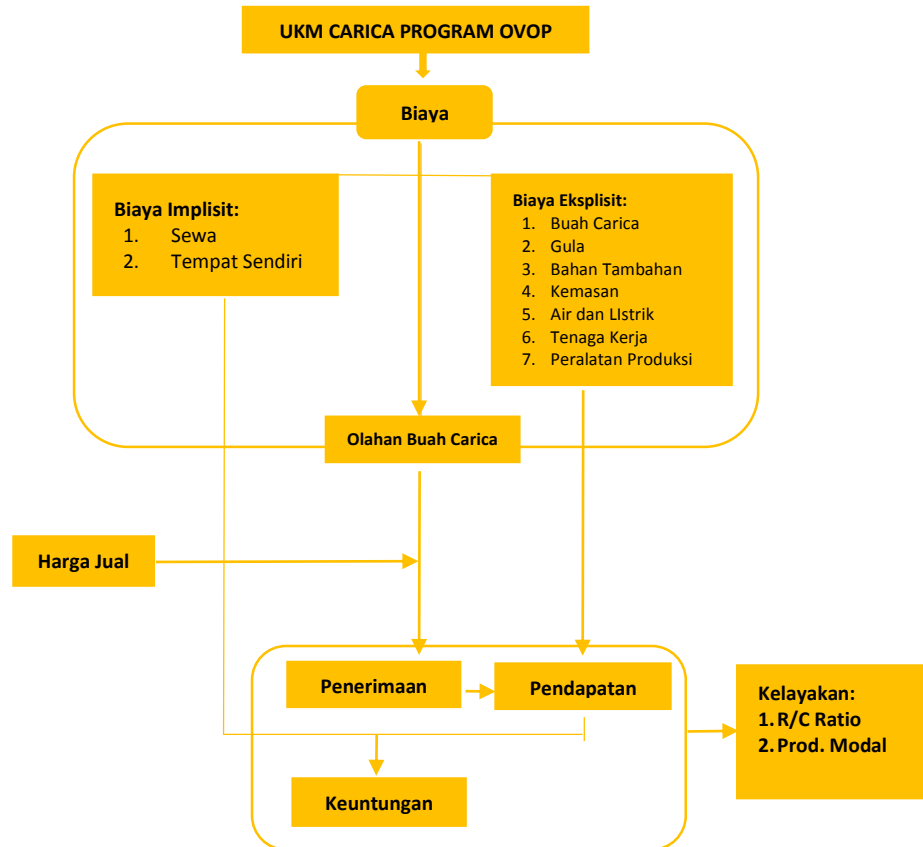 UKM CARICA PROGRAM OVOP
Biaya
Biaya Implisit:
1. Sewa
2. Tempat Sendiri
Biaya Eksplisit:
1. Buah Carica
2. Gula
3. Bahan Tambahan
4. Kemasan
5. Air dan LIstrik
6. Tenaga Kerja
7. Peralatan Produksi
Olahan Buah Carica
Harga Jual
Penerimaan
Pendapatan
Kelayakan:
1. R/C Ratio
2. Prod. Modal
Keuntungan